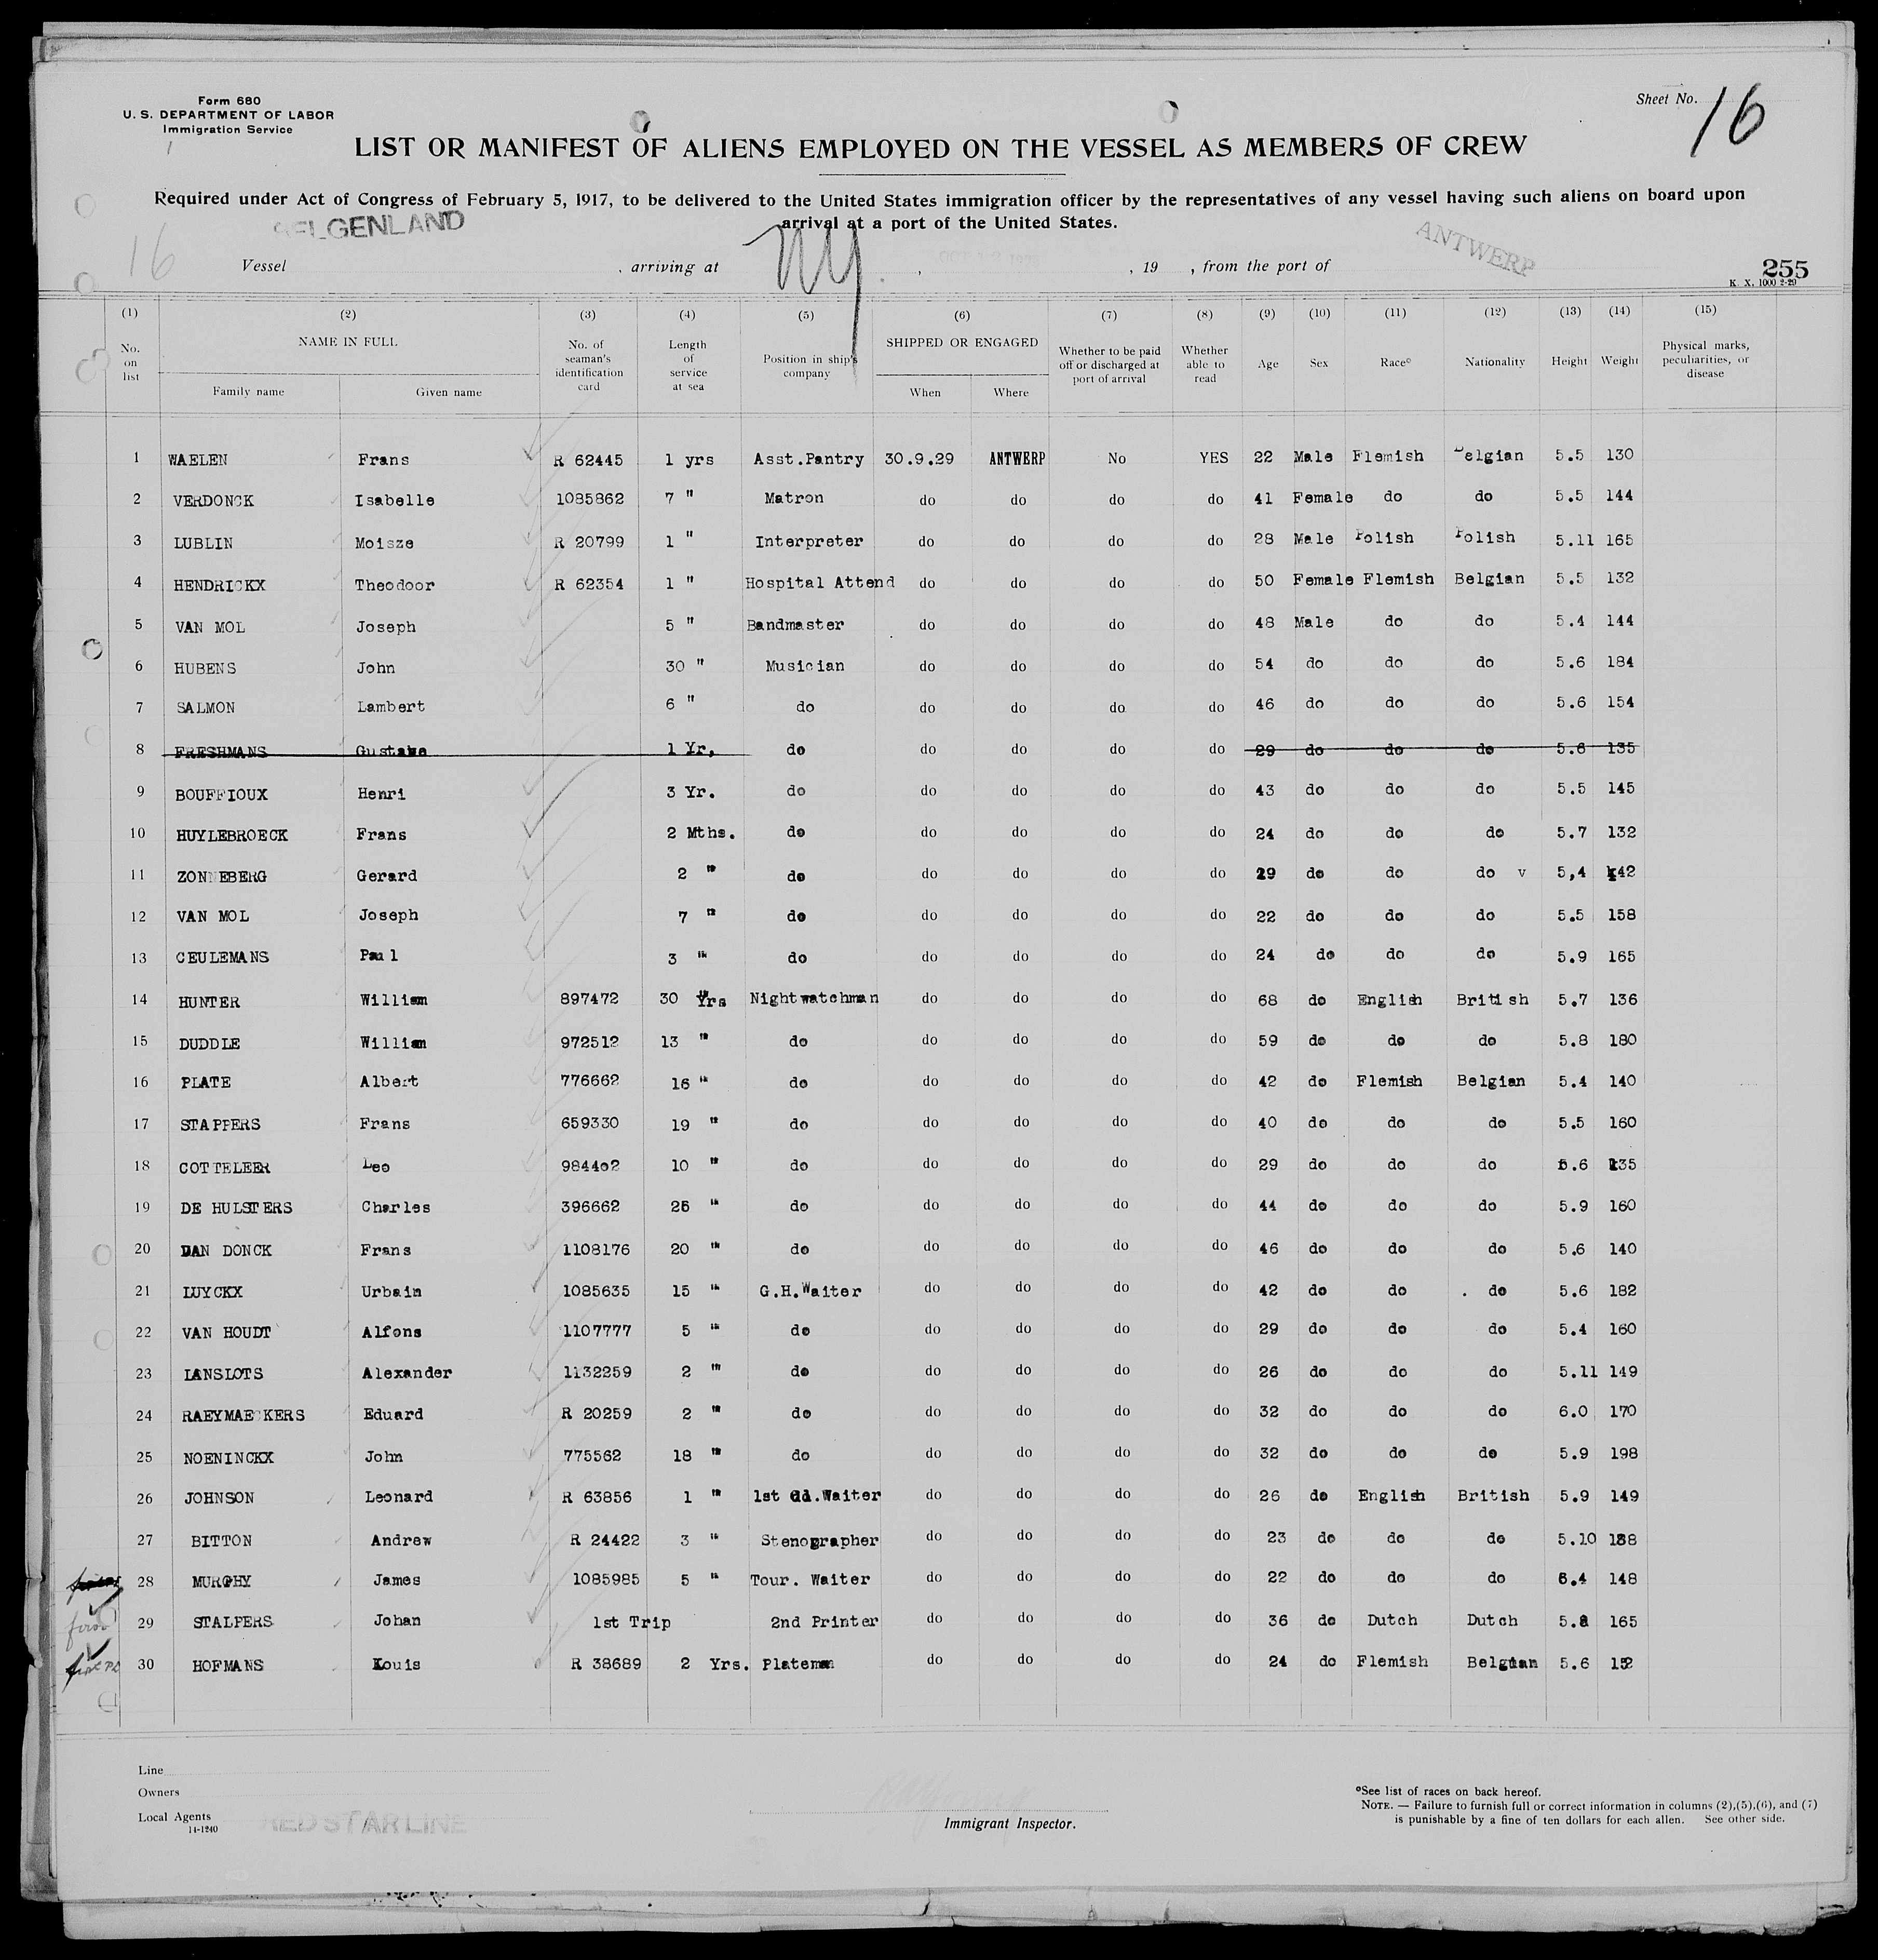 Form 680
U. S. DEPARTMENT OF LABOR
Immigration Service
Sheet No. 16
LIST OR MANIFEST OF ALIENS EMPLOYED ON THE VESSEL AS MEMBERS OF CREW
Required under Act of Congress of February 5, 1917, to be delivered to the United States immigration officer by the representatives of any vessel having such aliens on board upon
arrival at a port of the United States.
16 Vessel BELGENLAND , arriving at NY. , , 19 , from the port of ANTWERP
255
K. X. 1000 2-29
(1) (2) (3) (4) (5) (6) (7) (8) (9) (10) (11) (12) (13) (14) (15)
No. on list NAME IN FULL Family name Given name No. of seaman's identification card Length of service at sea Position in ship's company SHIPPED OR ENGAGED When Where Whether to be paid off or discharged at port of arrival Whether able to read Age Sex Race° Nationality Height Weight Physical marks, peculiarities, or disease
1 WAELEN Frans R 62445 1 yrs Asst.Pantry 30.9.29 ANTWERP No YES 22 Male Flemish Belgian 5.5 130
2 VERDONCK Isabelle 1085862 7 " Matron do do do do 41 Female do do 5.5 144
3 LUBLIN Moisze R 20799 1 " Interpreter do do do do 28 Male Polish Polish 5.11 165
4 HENDRICKX Theodoor R 62354 1 " Hospital Attend do do do do 50 Female Flemish Belgian 5.5 132
5 VAN MOL Joseph 5 " Bandmaster do do do do 48 Male do do 5.4 144
6 HUBENS John 30 " Musician do do do do 54 do do do 5.6 184
7 SALMON Lambert 6 " do do do do do 46 do do do 5.6 154
8 FRESHMANS Gustave 1 Yr, do do do do do 29 do do do 5.6 135
9 BOUFFIOUX Henri 3 Yr. do do do do do 43 do do do 5.5 145
10 HUYLEBROECK Frans 2 Mths. do do do do do 24 do do do 5.7 132
11 ZONNEBERG Gerard 2 " do do do do do 29 do do do v 5,4 142
12 VAN MOL Joseph 7 " do do do do do 22 do do do 5.5 158
13 CEULEMANS Paul 3 " do do do do do 24 do do do 5.9 165
14 HUNTER William 897472 30 Yrs Nightwatchman do do do do 68 do English British 5.7 136
15 DUDDLE William 972512 13 " do do do do do 59 do do do 5.8 180
16 PLATE Albert 776662 16 " do do do do do 42 do Flemish Belgian 5.4 140
17 STAPPERS Frans 659330 19 " do do do do do 40 do do do 5.5 160
18 COTTELEER Leo 984402 10 " do do do do do 29 do do do 5.6 135
19 DE HULSTERS Charles 396662 25 " do do do do do 44 do do do 5.9 160
20 DAN DONCK Frans 1108176 20 " do do do do do 46 do do do 5.6 140
21 LUYCKX Urbain 1085635 15 " G.H.Waiter do do do do 42 do do do 5.6 182
22 VAN HOUDT Alfons 1107777 5 " do do do do do 29 do do do 5.4 160
23 LANSLOTS Alexander 1132259 2 " do do do do do 26 do do do 5.11 149
24 RAEYMAECKERS Eduard R 20259 2 " do do do do do 32 do do do 6.0 170
25 NOENINCKX John 775562 18 " do do do do do 32 do do do 5.9 198
26 JOHNSON Leonard R 63856 1 " 1st Cl.Waiter do do do do 26 do English British 5.9 149
27 BITTON Andrew R 24422 3 " Stenographer do do do do 23 do do do 5.10 138
28 MURPHY James 1085985 5 " Tour. Waiter do do do do 22 do do do 6.4 148
29 STALPERS Johan 1st Trip 2nd Printer do do do do 36 do Dutch Dutch 5.8 165
30 HOFMANS Louis R 38689 2 Yrs. Plateman do do do do 24 do Flemish Belgian 5.6 152
Line
Owners
Local Agents RED STAR LINE
14-1240
Immigrant Inspector.
°See list of races on back hereof.
NOTE. — Failure to furnish full or correct information in columns (2),(5),(6), and (7)
is punishable by a fine of ten dollars for each alien. See other side.